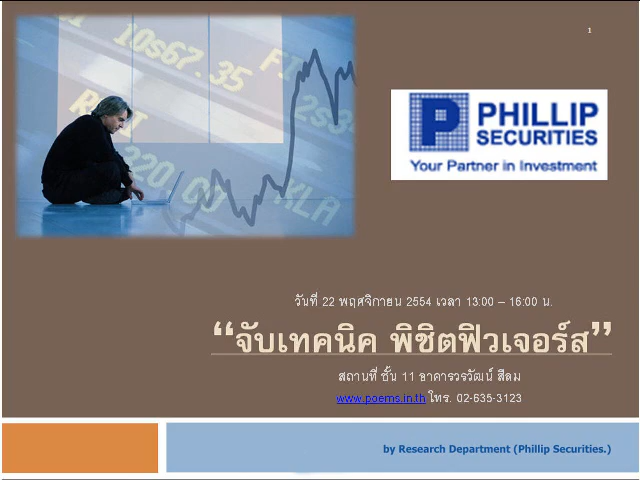 1
10s67.35
PHILLIP
SECURITIES
Your Partner in Investment
วันที่ 22 พฤศจิกายน 2554 เวลา 13:00 – 16:00 น.
“จับเทคนิค พิชิตฟิวเจอร์ส”
สถานที่ ชั้น 11 อาคารวรวัฒน์ สีลม
www.poems.in.th โทร. 02-635-3123
by Research Department (Phillip Securities.)